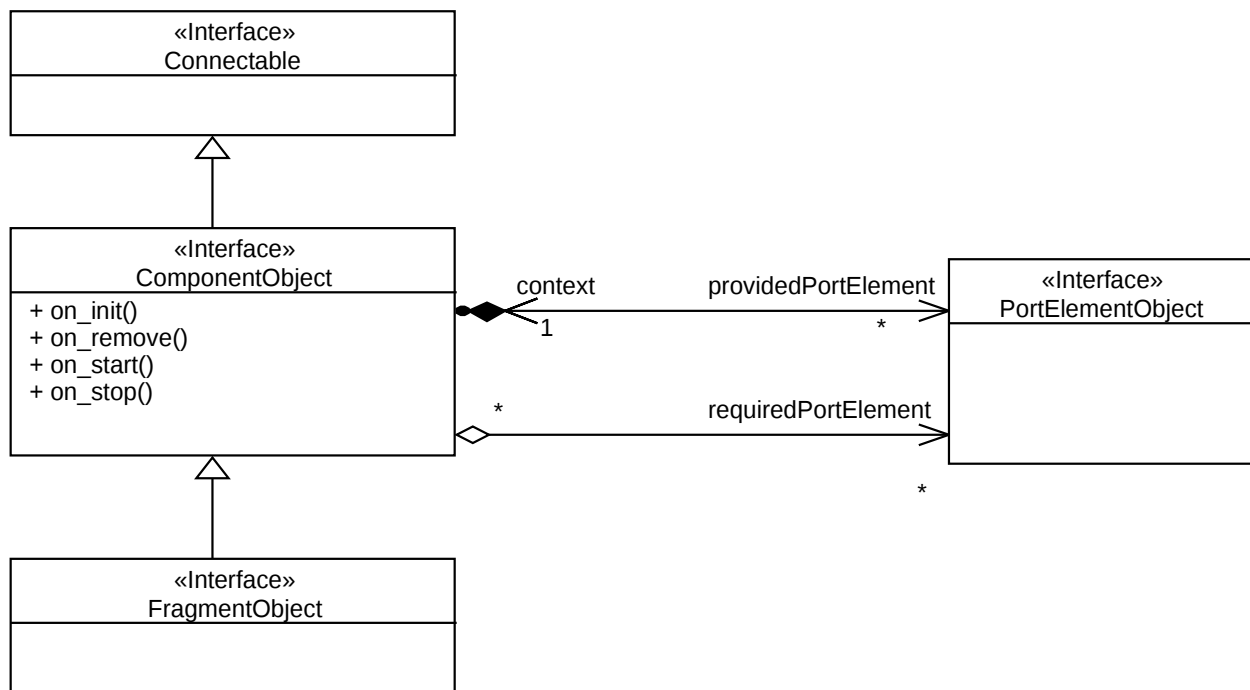 «Interface»
Connectable
«Interface»
ComponentObject
+ on_init()
+ on_remove()
+ on_start()
+ on_stop()
context
1
providedPortElement
*
*
requiredPortElement
*
«Interface»
PortElementObject
«Interface»
FragmentObject